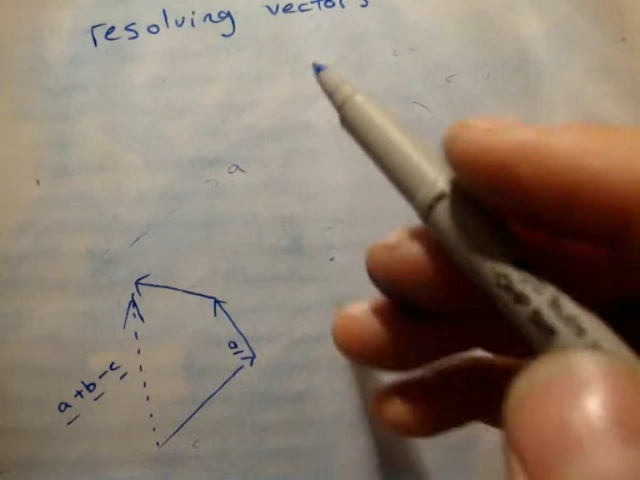 resolving vectors
a
a
a + b - c